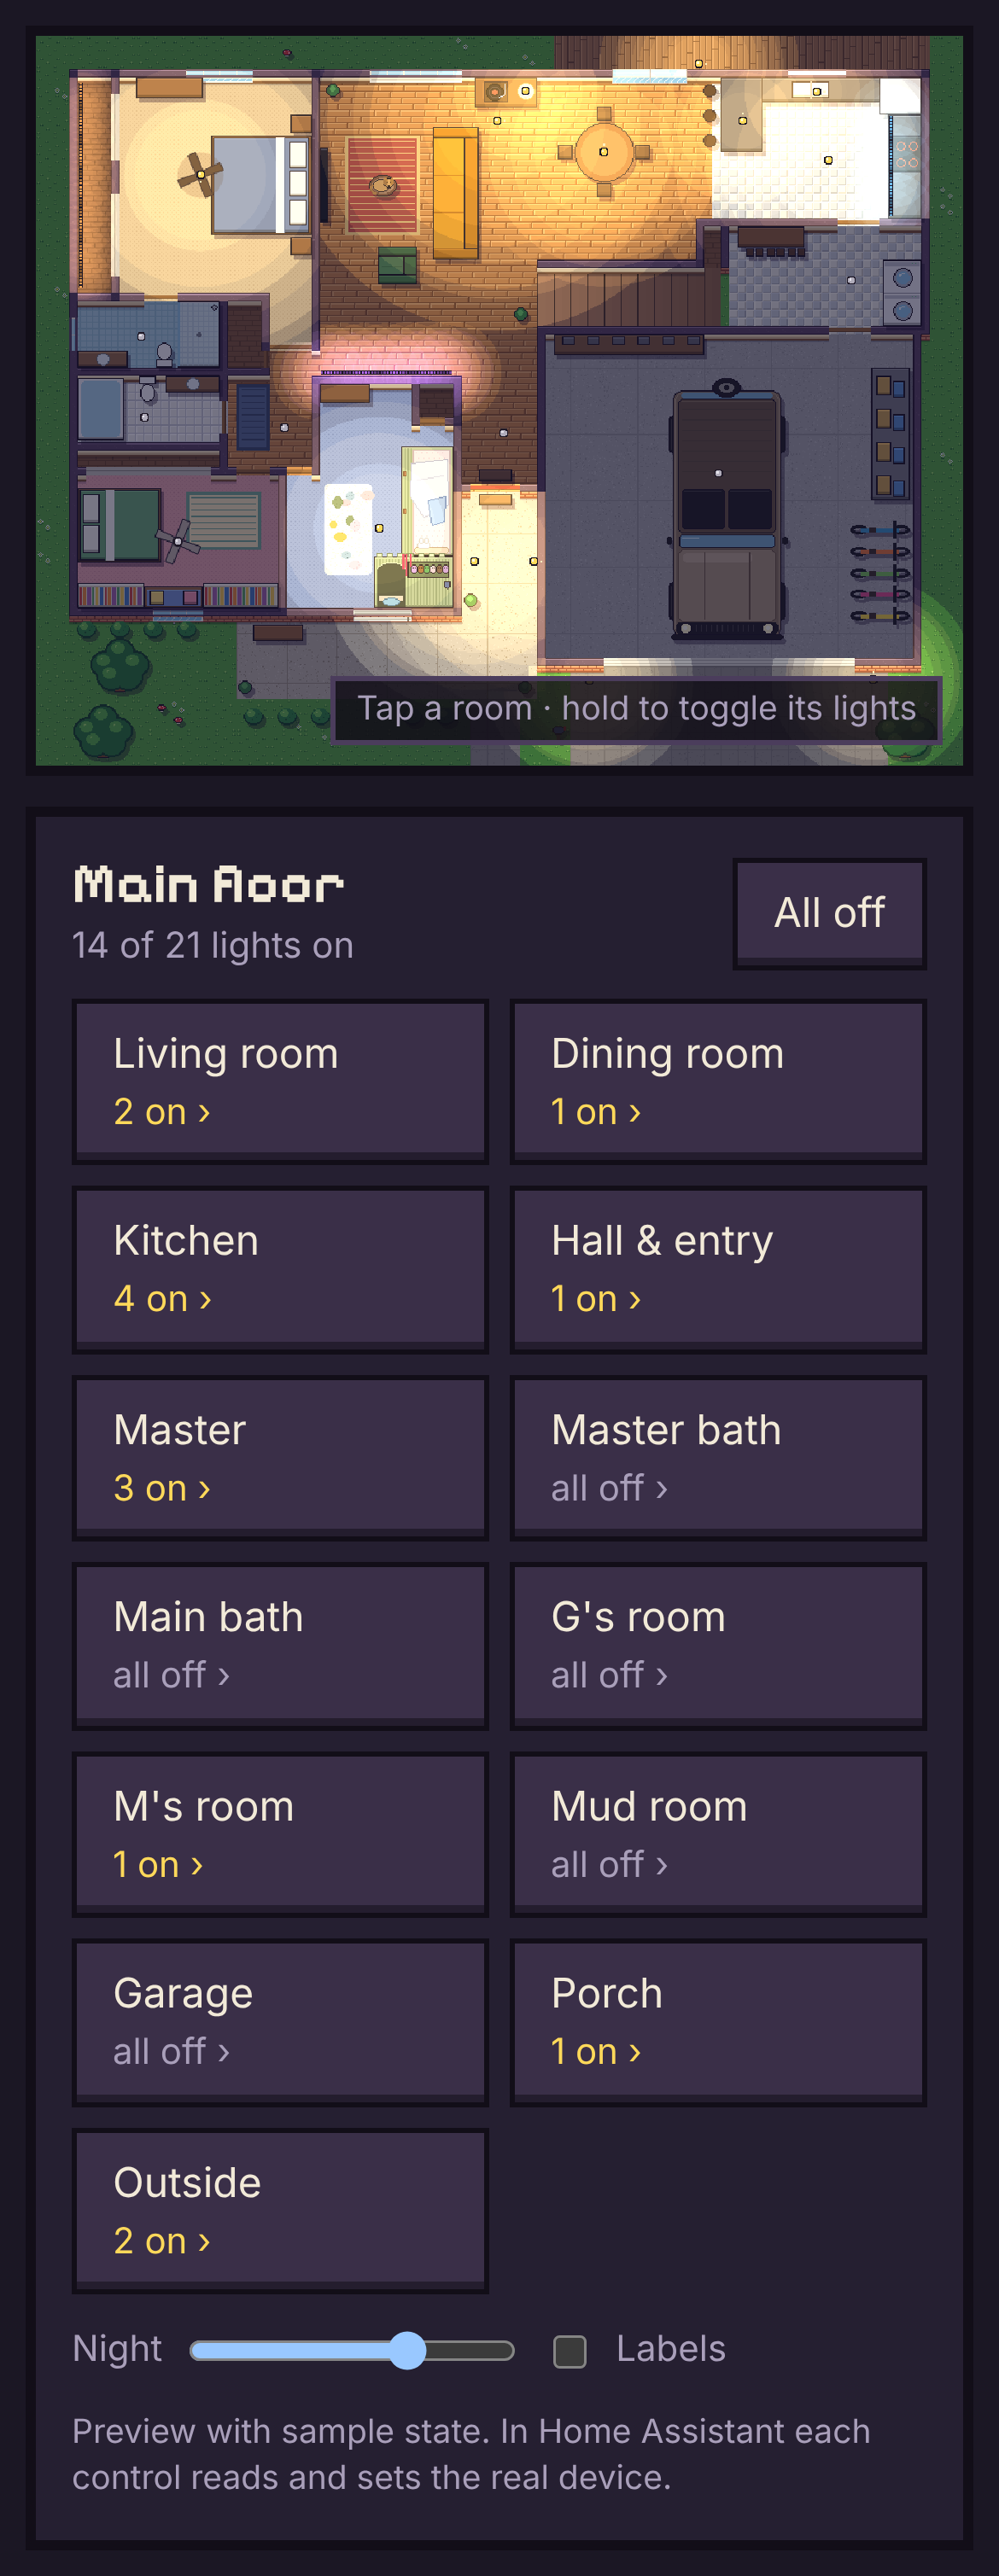 Tap a room · hold to toggle its lights
Main floor
14 of 21 lights on
All off
Living room
2 on ›
Dining room
1 on ›
Kitchen
4 on ›
Hall & entry
1 on ›
Master
3 on ›
Master bath
all off ›
Main bath
all off ›
G's room
all off ›
M's room
1 on ›
Mud room
all off ›
Garage
all off ›
Porch
1 on ›
Outside
2 on ›
Night
Labels
Preview with sample state. In Home Assistant each
control reads and sets the real device.